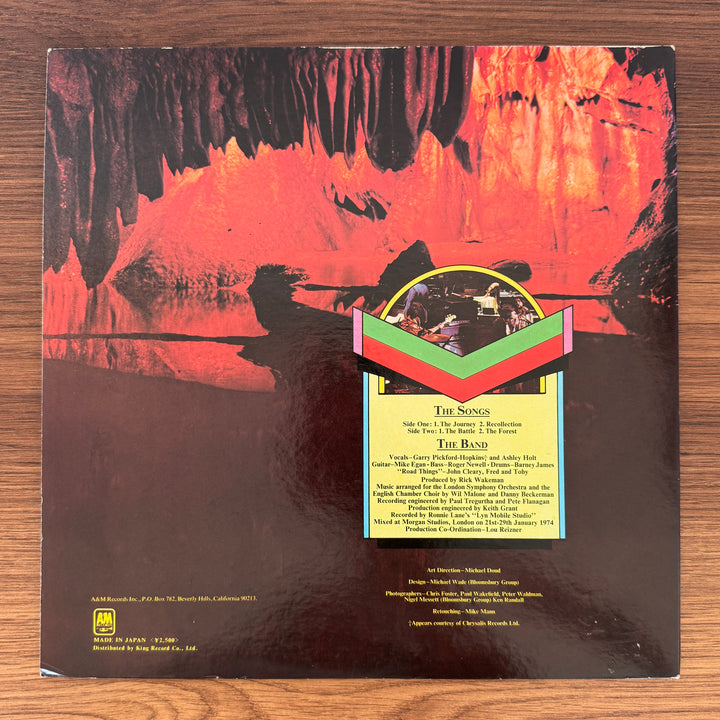 THE SONGS
Side One: 1. The Journey 2. Recollection
Side Two: 1. The Battle 2. The Forest
THE BAND
Vocals–Garry Pickford-Hopkins† and Ashley Holt
Guitar–Mike Egan·Bass–Roger Newell·Drums–Barney James
"Road Things"–John Cleary, Fred and Toby
Produced by Rick Wakeman
Music arranged for the London Symphony Orchestra and the
English Chamber Choir by Wil Malone and Danny Beckerman
Recording engineered by Paul Tregurtha and Pete Flanagan
Production engineered by Keith Grant
Recorded by Ronnie Lane's "Lyn Mobile Studio"
Mixed at Morgan Studios, London on 21st-29th January 1974
Production Co-Ordination–Lou Reizner
Art Direction–Michael Doud
Design–Michael Wade (Bloomsbury Group)
Photographers–Chris Foster, Paul Wakefield, Peter Waldman,
Nigel Messett (Bloomsbury Group) Ken Randall
Retouching–Mike Mann
†Appears courtesy of Chrysalis Records Ltd.
A&M Records Inc., P.O. Box 782, Beverly Hills, California 90213.
A&M
MADE IN JAPAN <¥2,500>
Distributed by King Record Co., Ltd.